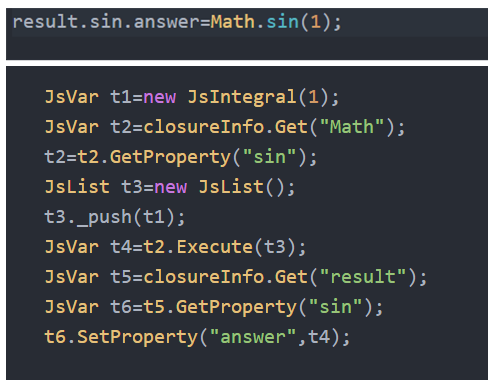 result.sin.answer=Math.sin(1);
JsVar t1=new JsIntegral(1);
JsVar t2=closureInfo.Get("Math");
t2=t2.GetProperty("sin");
JsList t3=new JsList();
t3._push(t1);
JsVar t4=t2.Execute(t3);
JsVar t5=closureInfo.Get("result");
JsVar t6=t5.GetProperty("sin");
t6.SetProperty("answer",t4);